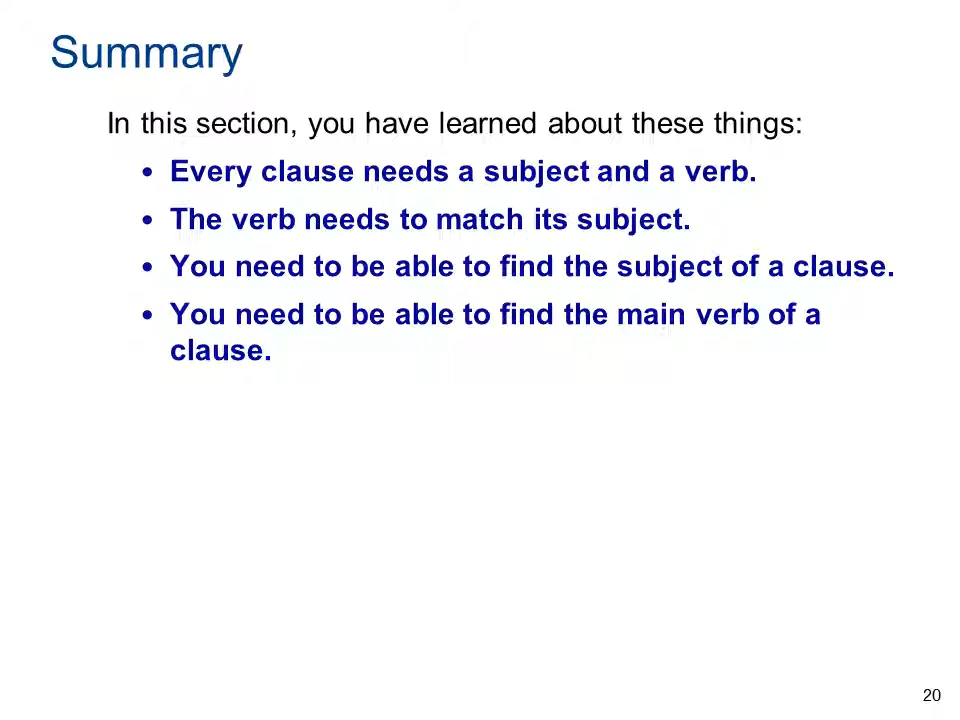 Summary
In this section, you have learned about these things:
• Every clause needs a subject and a verb.
• The verb needs to match its subject.
• You need to be able to find the subject of a clause.
• You need to be able to find the main verb of a
clause.
20